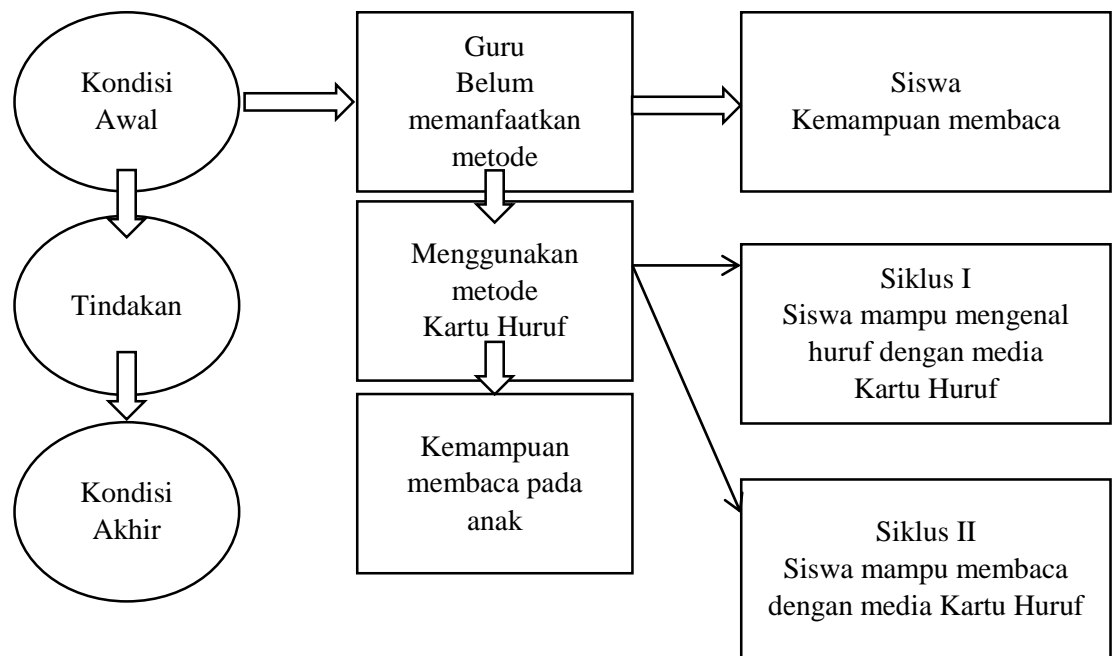 Kondisi
Awal
Guru
Belum
memanfaatkan
metode
Siswa
Kemampuan membaca
Tindakan
Menggunakan
metode
Kartu Huruf
Siklus I
Siswa mampu mengenal
huruf dengan media
Kartu Huruf
Kondisi
Akhir
Kemampuan
membaca pada
anak
Siklus II
Siswa mampu membaca
dengan media Kartu Huruf